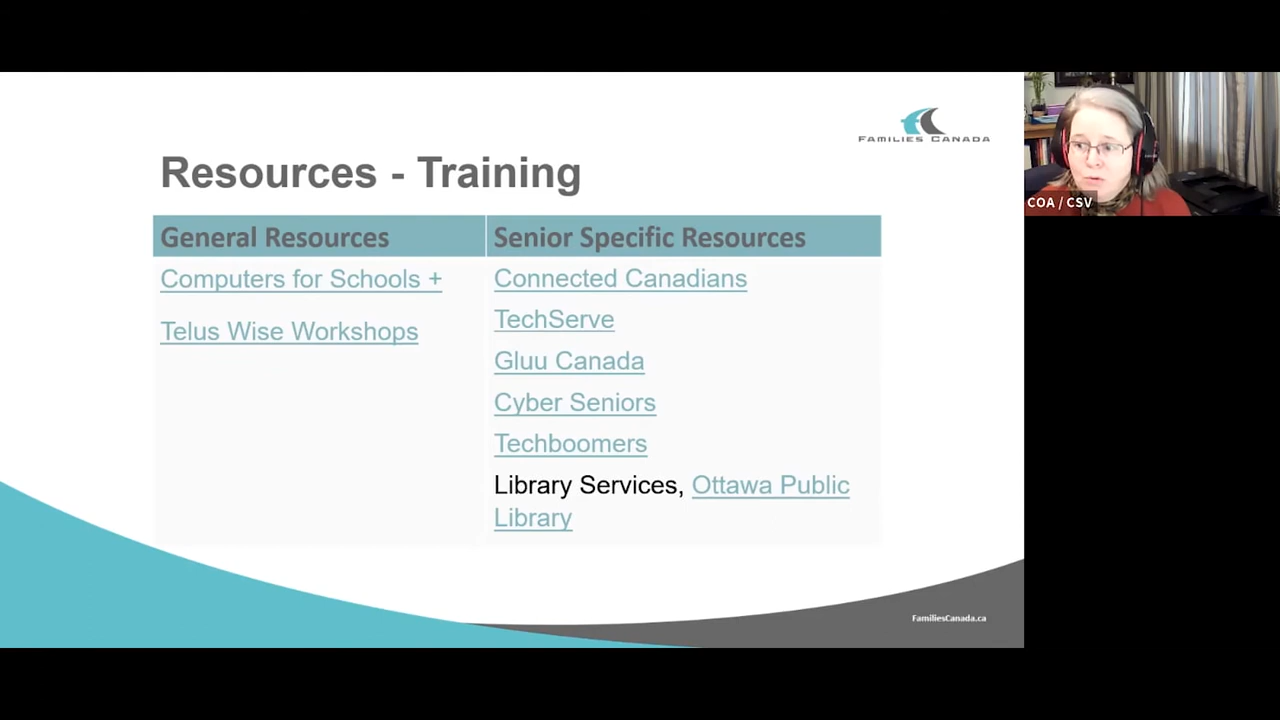 FAMILIES CANADA
Resources - Training
General Resources
Senior Specific Resources
Computers for Schools +
Telus Wise Workshops
Connected Canadians
TechServe
Gluu Canada
Cyber Seniors
Techboomers
Library Services, Ottawa Public
Library
FamiliesCanada.ca
COA / CSV